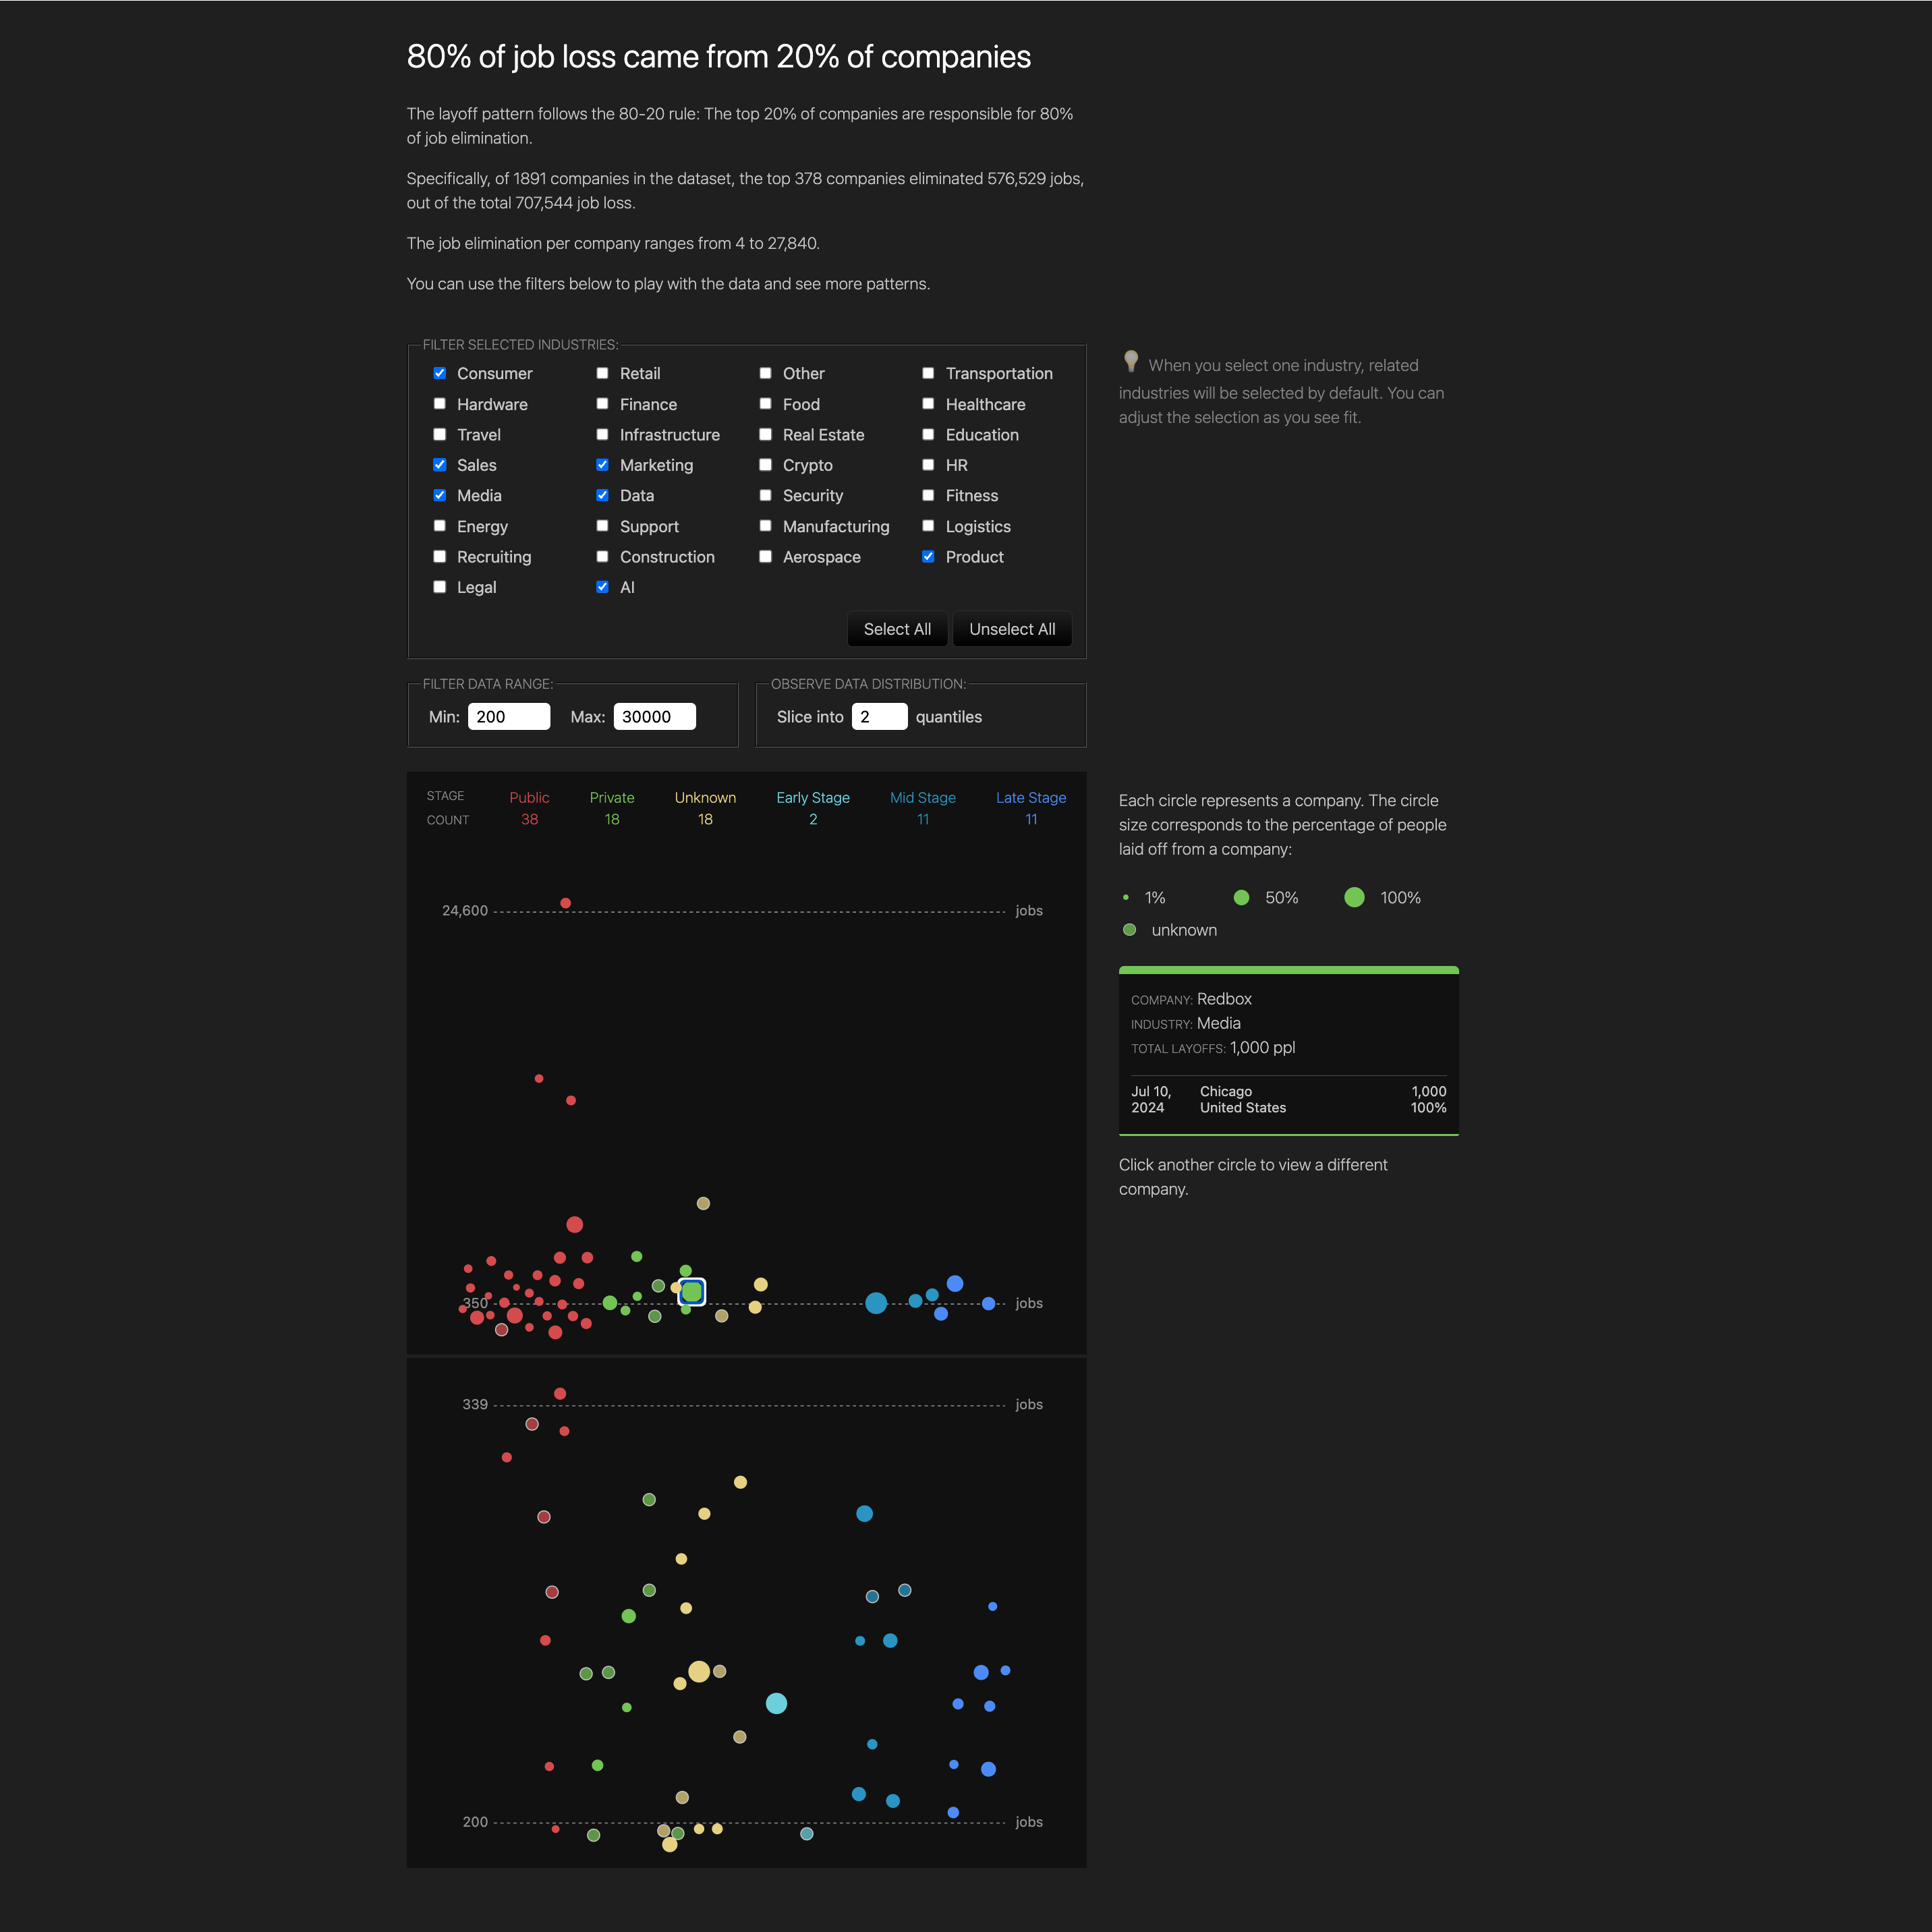 80% of job loss came from 20% of companies
The layoff pattern follows the 80-20 rule: The top 20% of companies are responsible for 80%
of job elimination.
Specifically, of 1891 companies in the dataset, the top 378 companies eliminated 576,529 jobs,
out of the total 707,544 job loss.
The job elimination per company ranges from 4 to 27,840.
You can use the filters below to play with the data and see more patterns.
FILTER SELECTED INDUSTRIES:
Consumer Retail Other Transportation
Hardware Finance Food Healthcare
Travel Infrastructure Real Estate Education
Sales Marketing Crypto HR
Media Data Security Fitness
Energy Support Manufacturing Logistics
Recruiting Construction Aerospace Product
Legal AI
Select All Unselect All
When you select one industry, related
industries will be selected by default. You can
adjust the selection as you see fit.
FILTER DATA RANGE:
Min: 200 Max: 30000
OBSERVE DATA DISTRIBUTION:
Slice into 2 quantiles
STAGE Public Private Unknown Early Stage Mid Stage Late Stage
COUNT 38 18 18 2 11 11
24,600 jobs
350 jobs
339 jobs
200 jobs
Each circle represents a company. The circle
size corresponds to the percentage of people
laid off from a company:
1% 50% 100%
unknown
COMPANY: Redbox
INDUSTRY: Media
TOTAL LAYOFFS: 1,000 ppl
Jul 10, Chicago 1,000
2024 United States 100%
Click another circle to view a different
company.